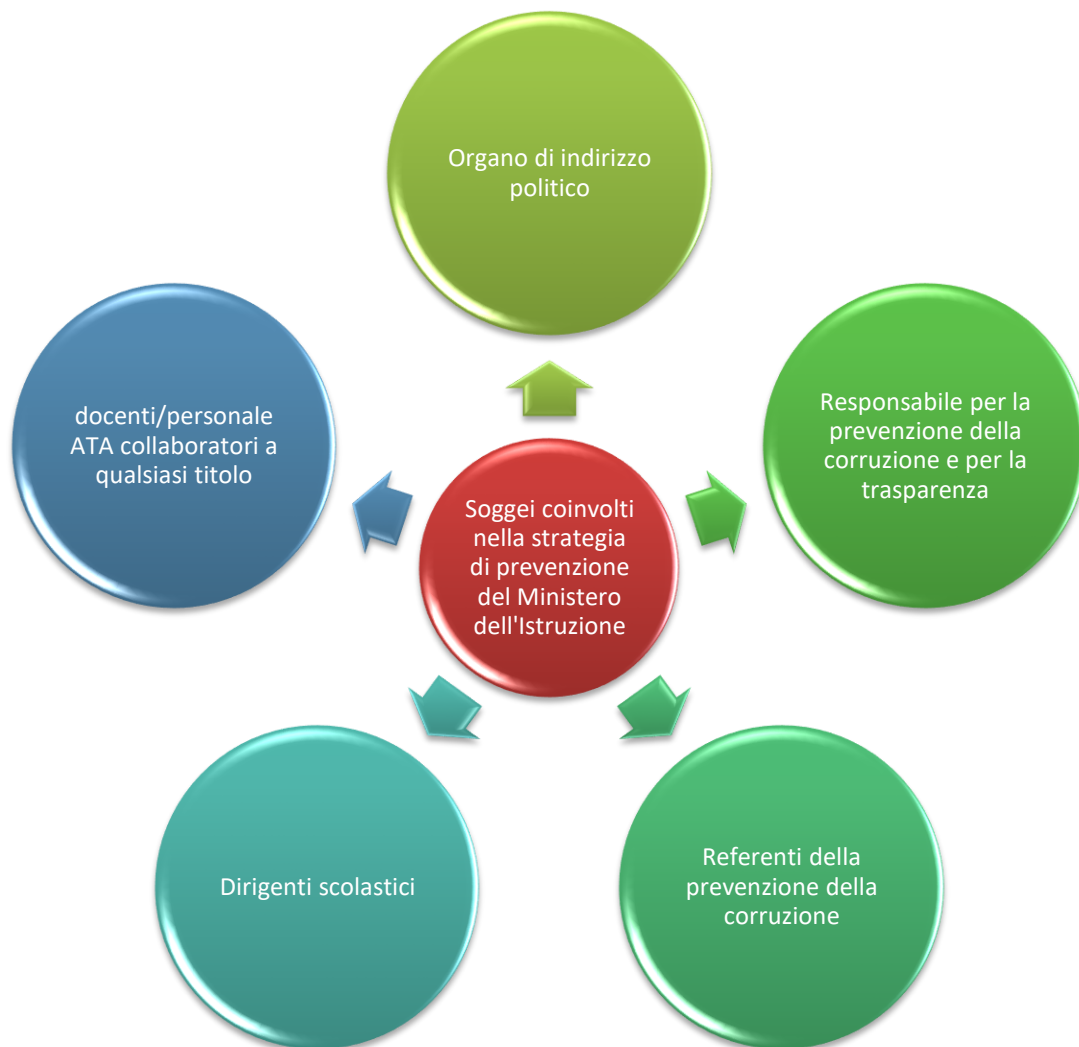 Organo di indirizzo
politico
Responsabile per la
prevenzione della
corruzione e per la
trasparenza
Referenti della
prevenzione della
corruzione
Dirigenti scolastici
docenti/personale
ATA collaboratori a
qualsiasi titolo
Soggei coinvolti
nella strategia
di prevenzione
del Ministero
dell'Istruzione